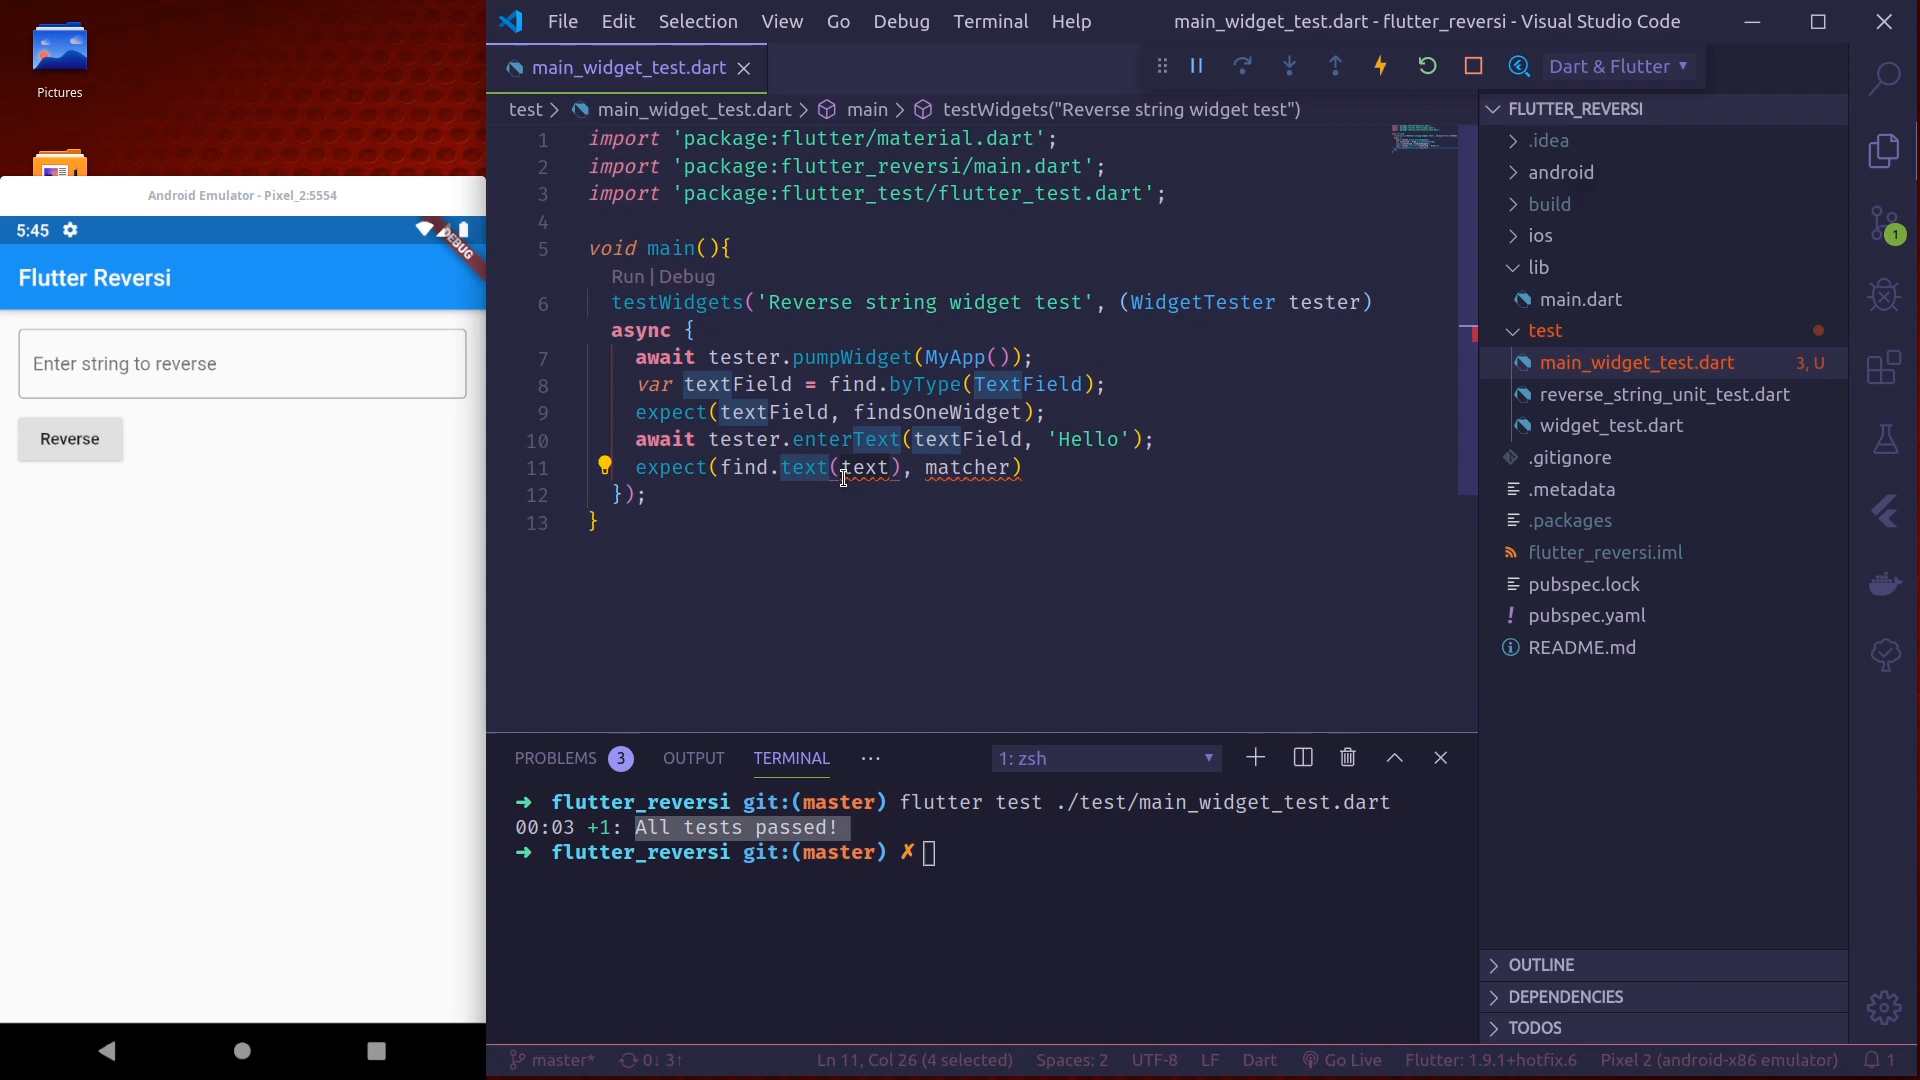 Pictures
Android Emulator - Pixel_2:5554
5:45
DEBUG
Flutter Reversi
Enter string to reverse
Reverse
File Edit Selection View Go Debug Terminal Help
main_widget_test.dart - flutter_reversi - Visual Studio Code
main_widget_test.dart
Dart & Flutter
test > main_widget_test.dart > main > testWidgets("Reverse string widget test")
1 import 'package:flutter/material.dart';
2 import 'package:flutter_reversi/main.dart';
3 import 'package:flutter_test/flutter_test.dart';
4
5 void main(){
Run | Debug
6 testWidgets('Reverse string widget test', (WidgetTester tester)
async {
7 await tester.pumpWidget(MyApp());
8 var textField = find.byType(TextField);
9 expect(textField, findsOneWidget);
10 await tester.enterText(textField, 'Hello');
11 expect(find.text(text), matcher)
12 });
13 }
PROBLEMS 3 OUTPUT TERMINAL ···
1: zsh
➜ flutter_reversi git:(master) flutter test ./test/main_widget_test.dart
00:03 +1: All tests passed!
➜ flutter_reversi git:(master) ✗
FLUTTER_REVERSI
.idea
android
build
ios
lib
main.dart
test
main_widget_test.dart 3, U
reverse_string_unit_test.dart
widget_test.dart
.gitignore
.metadata
.packages
flutter_reversi.iml
pubspec.lock
! pubspec.yaml
README.md
OUTLINE
DEPENDENCIES
TODOS
1
master* 0↓ 3↑ Ln 11, Col 26 (4 selected) Spaces: 2 UTF-8 LF Dart Go Live Flutter: 1.9.1+hotfix.6 Pixel 2 (android-x86 emulator) 1